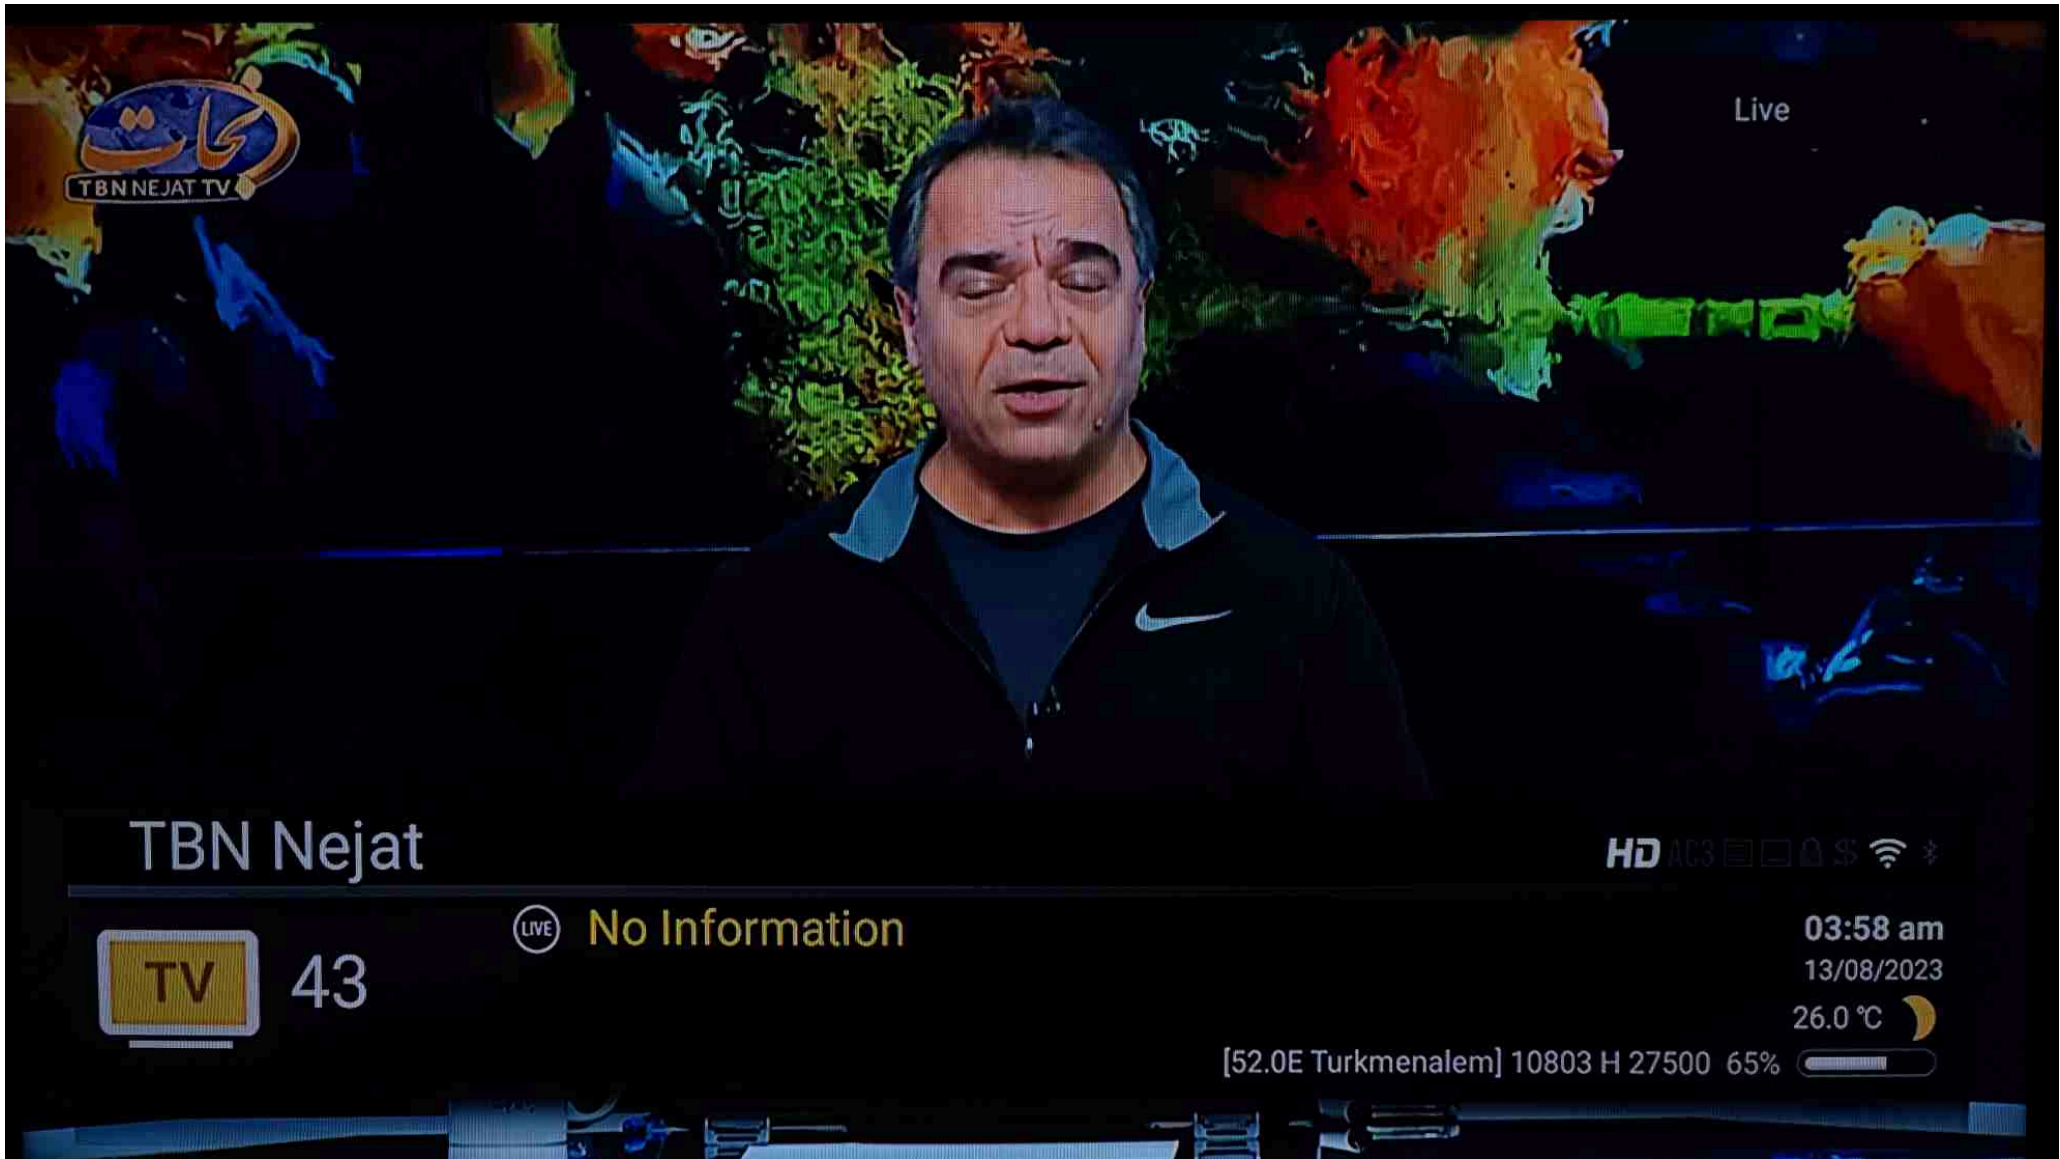 نجات
TBN NEJAT TV
Live
TBN Nejat
HD AC3 $
LIVE No Information
TV 43
03:58 am
13/08/2023
26.0 °C
[52.0E Turkmenalem] 10803 H 27500 65%